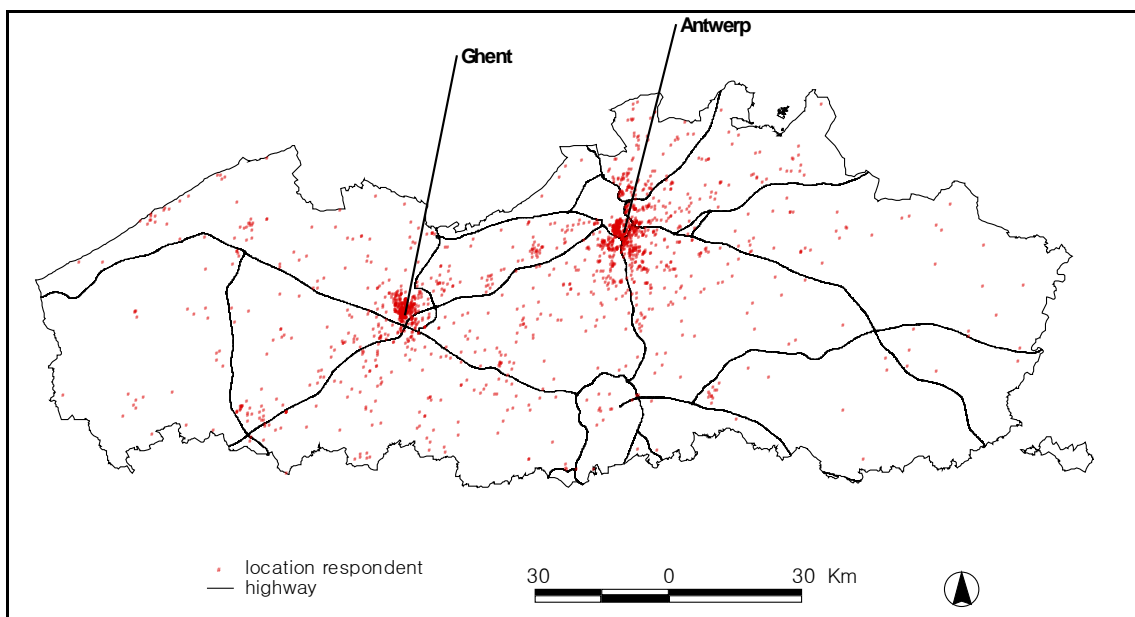 Antwerp
Ghent
location respondent
highway
30 0 30 Km